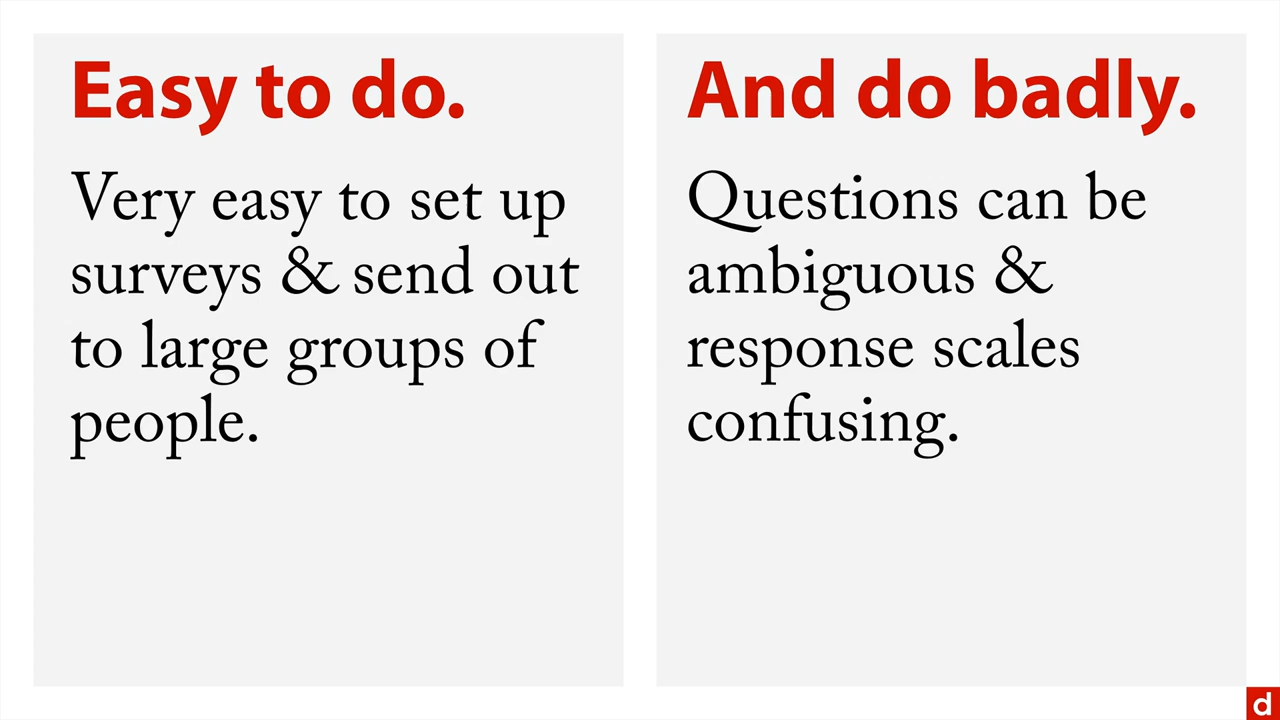 Easy to do.
Very easy to set up
surveys & send out
to large groups of
people.
And do badly.
Questions can be
ambiguous &
response scales
confusing.
d